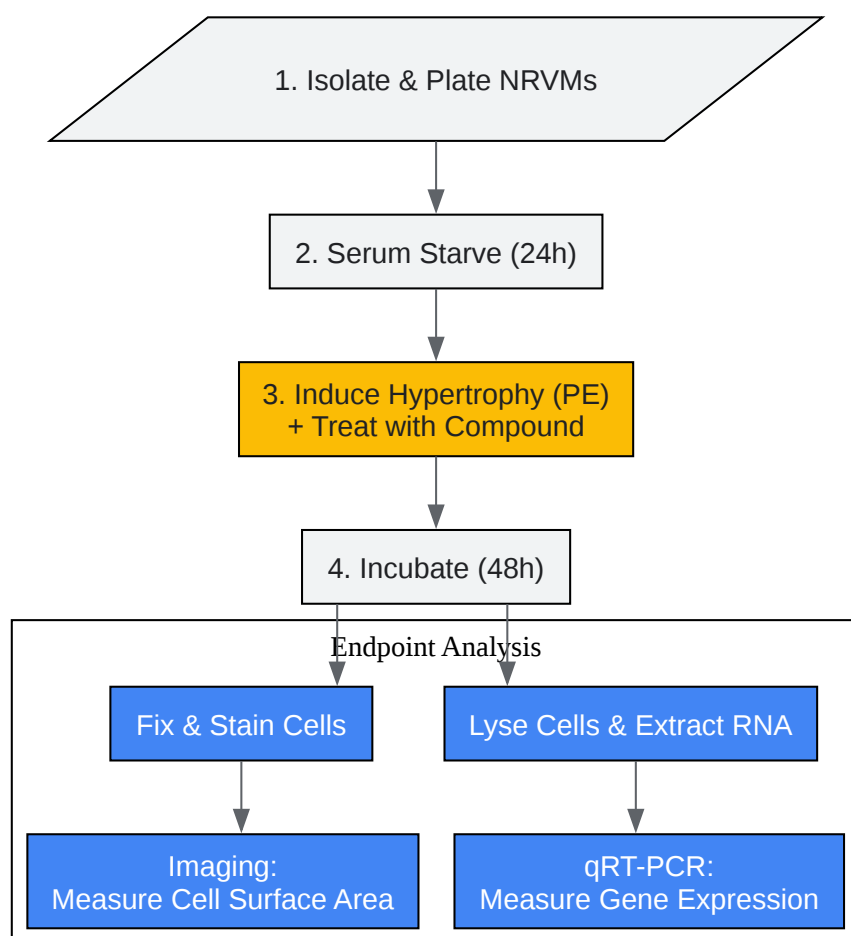 1. Isolate & Plate NRVMs
2. Serum Starve (24h)
3. Induce Hypertrophy (PE)
+ Treat with Compound
4. Incubate (48h)
Endpoint Analysis
Fix & Stain Cells
Lyse Cells & Extract RNA
Imaging:
Measure Cell Surface Area
qRT-PCR:
Measure Gene Expression